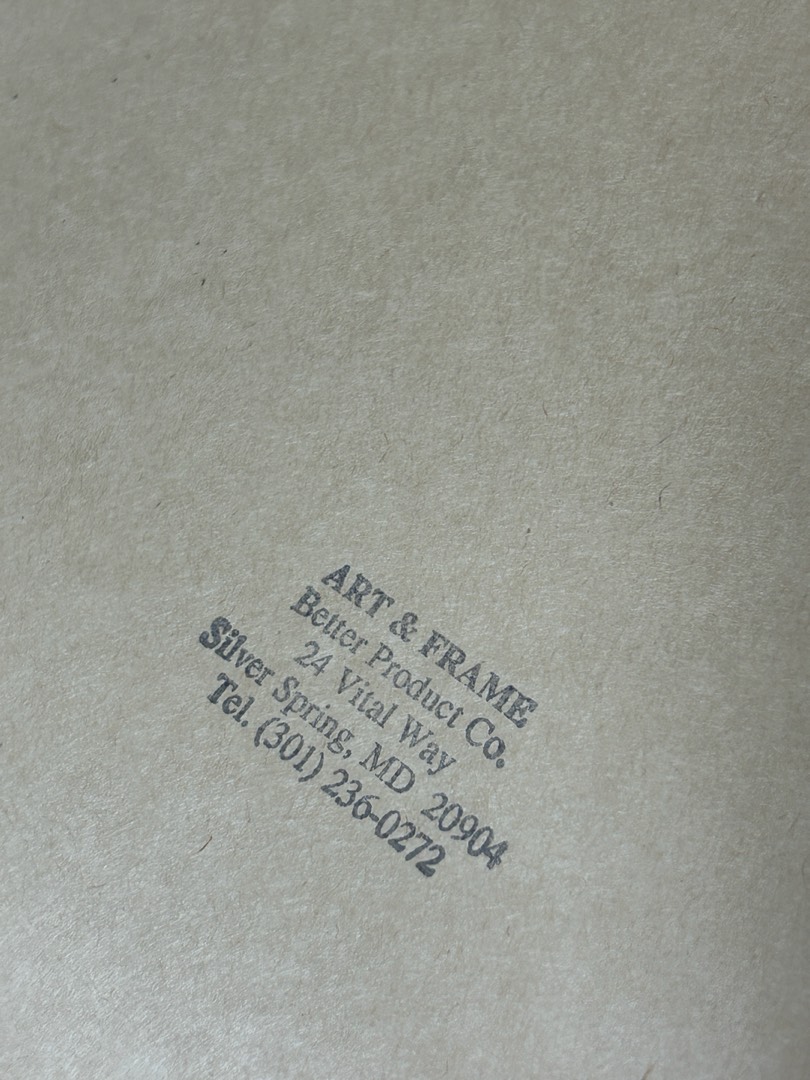 ART & FRAME
Better Product Co.
24 Vital Way
Silver Spring, MD 20904
Tel. (301) 236-0272